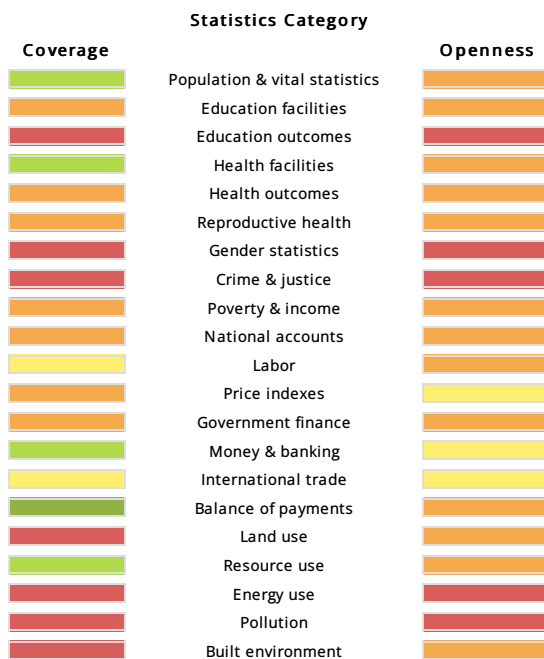 Statistics Category
Coverage Openness
Population & vital statistics
Education facilities
Education outcomes
Health facilities
Health outcomes
Reproductive health
Gender statistics
Crime & justice
Poverty & income
National accounts
Labor
Price indexes
Government finance
Money & banking
International trade
Balance of payments
Land use
Resource use
Energy use
Pollution
Built environment